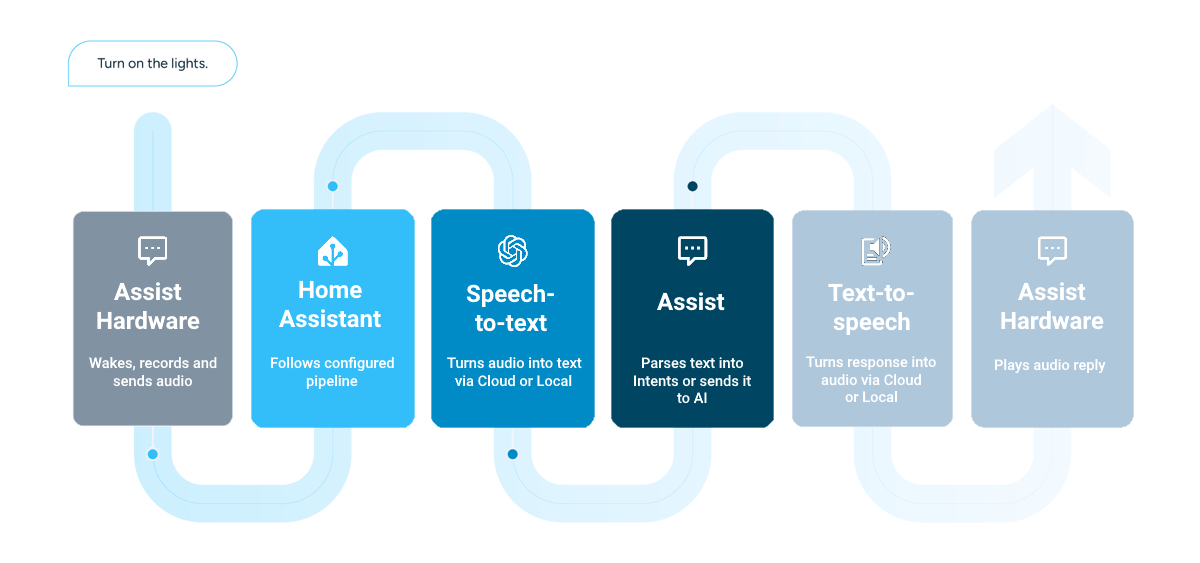 Turn on the lights.
Assist
Hardware
Wakes, records and
sends audio
Home
Assistant
Follows configured
pipeline
Speech-
to-text
Turns audio into text
via Cloud or Local
Assist
Parses text into
Intents or sends it
to AI
Text-to-
speech
Turns response into
audio via Cloud
or Local
Assist
Hardware
Plays audio reply